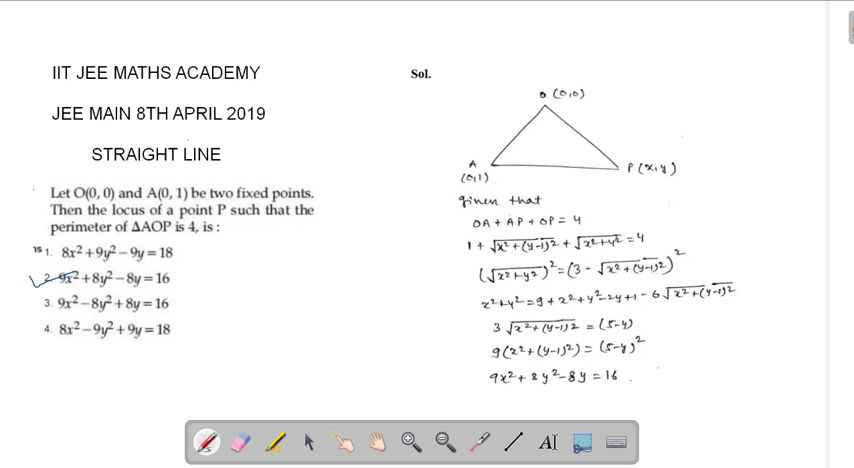 IIT JEE MATHS ACADEMY
JEE MAIN 8TH APRIL 2019
STRAIGHT LINE
Let O(0, 0) and A(0, 1) be two fixed points.
Then the locus of a point P such that the
perimeter of ΔAOP is 4, is :
15 1. 8x²+9y²−9y=18
2. 9x²+8y²−8y=16
3. 9x²−8y²+8y=16
4. 8x²−9y²+9y=18
Sol.
O (0,0)
A
(0,1)
P (x,y)
given that
OA + AP + OP = 4
1 + √x²+(y-1)² + √x²+y² = 4
(√x²+y²)² = (3 - √x²+(y-1)²)²
x²+y² = 9 + x²+y²-2y+1 - 6√x²+(y-1)²
3√x²+(y-1)² = (5-y)
9(x²+(y-1)²) = (5-y)²
9x²+8y²-8y = 16.
AI